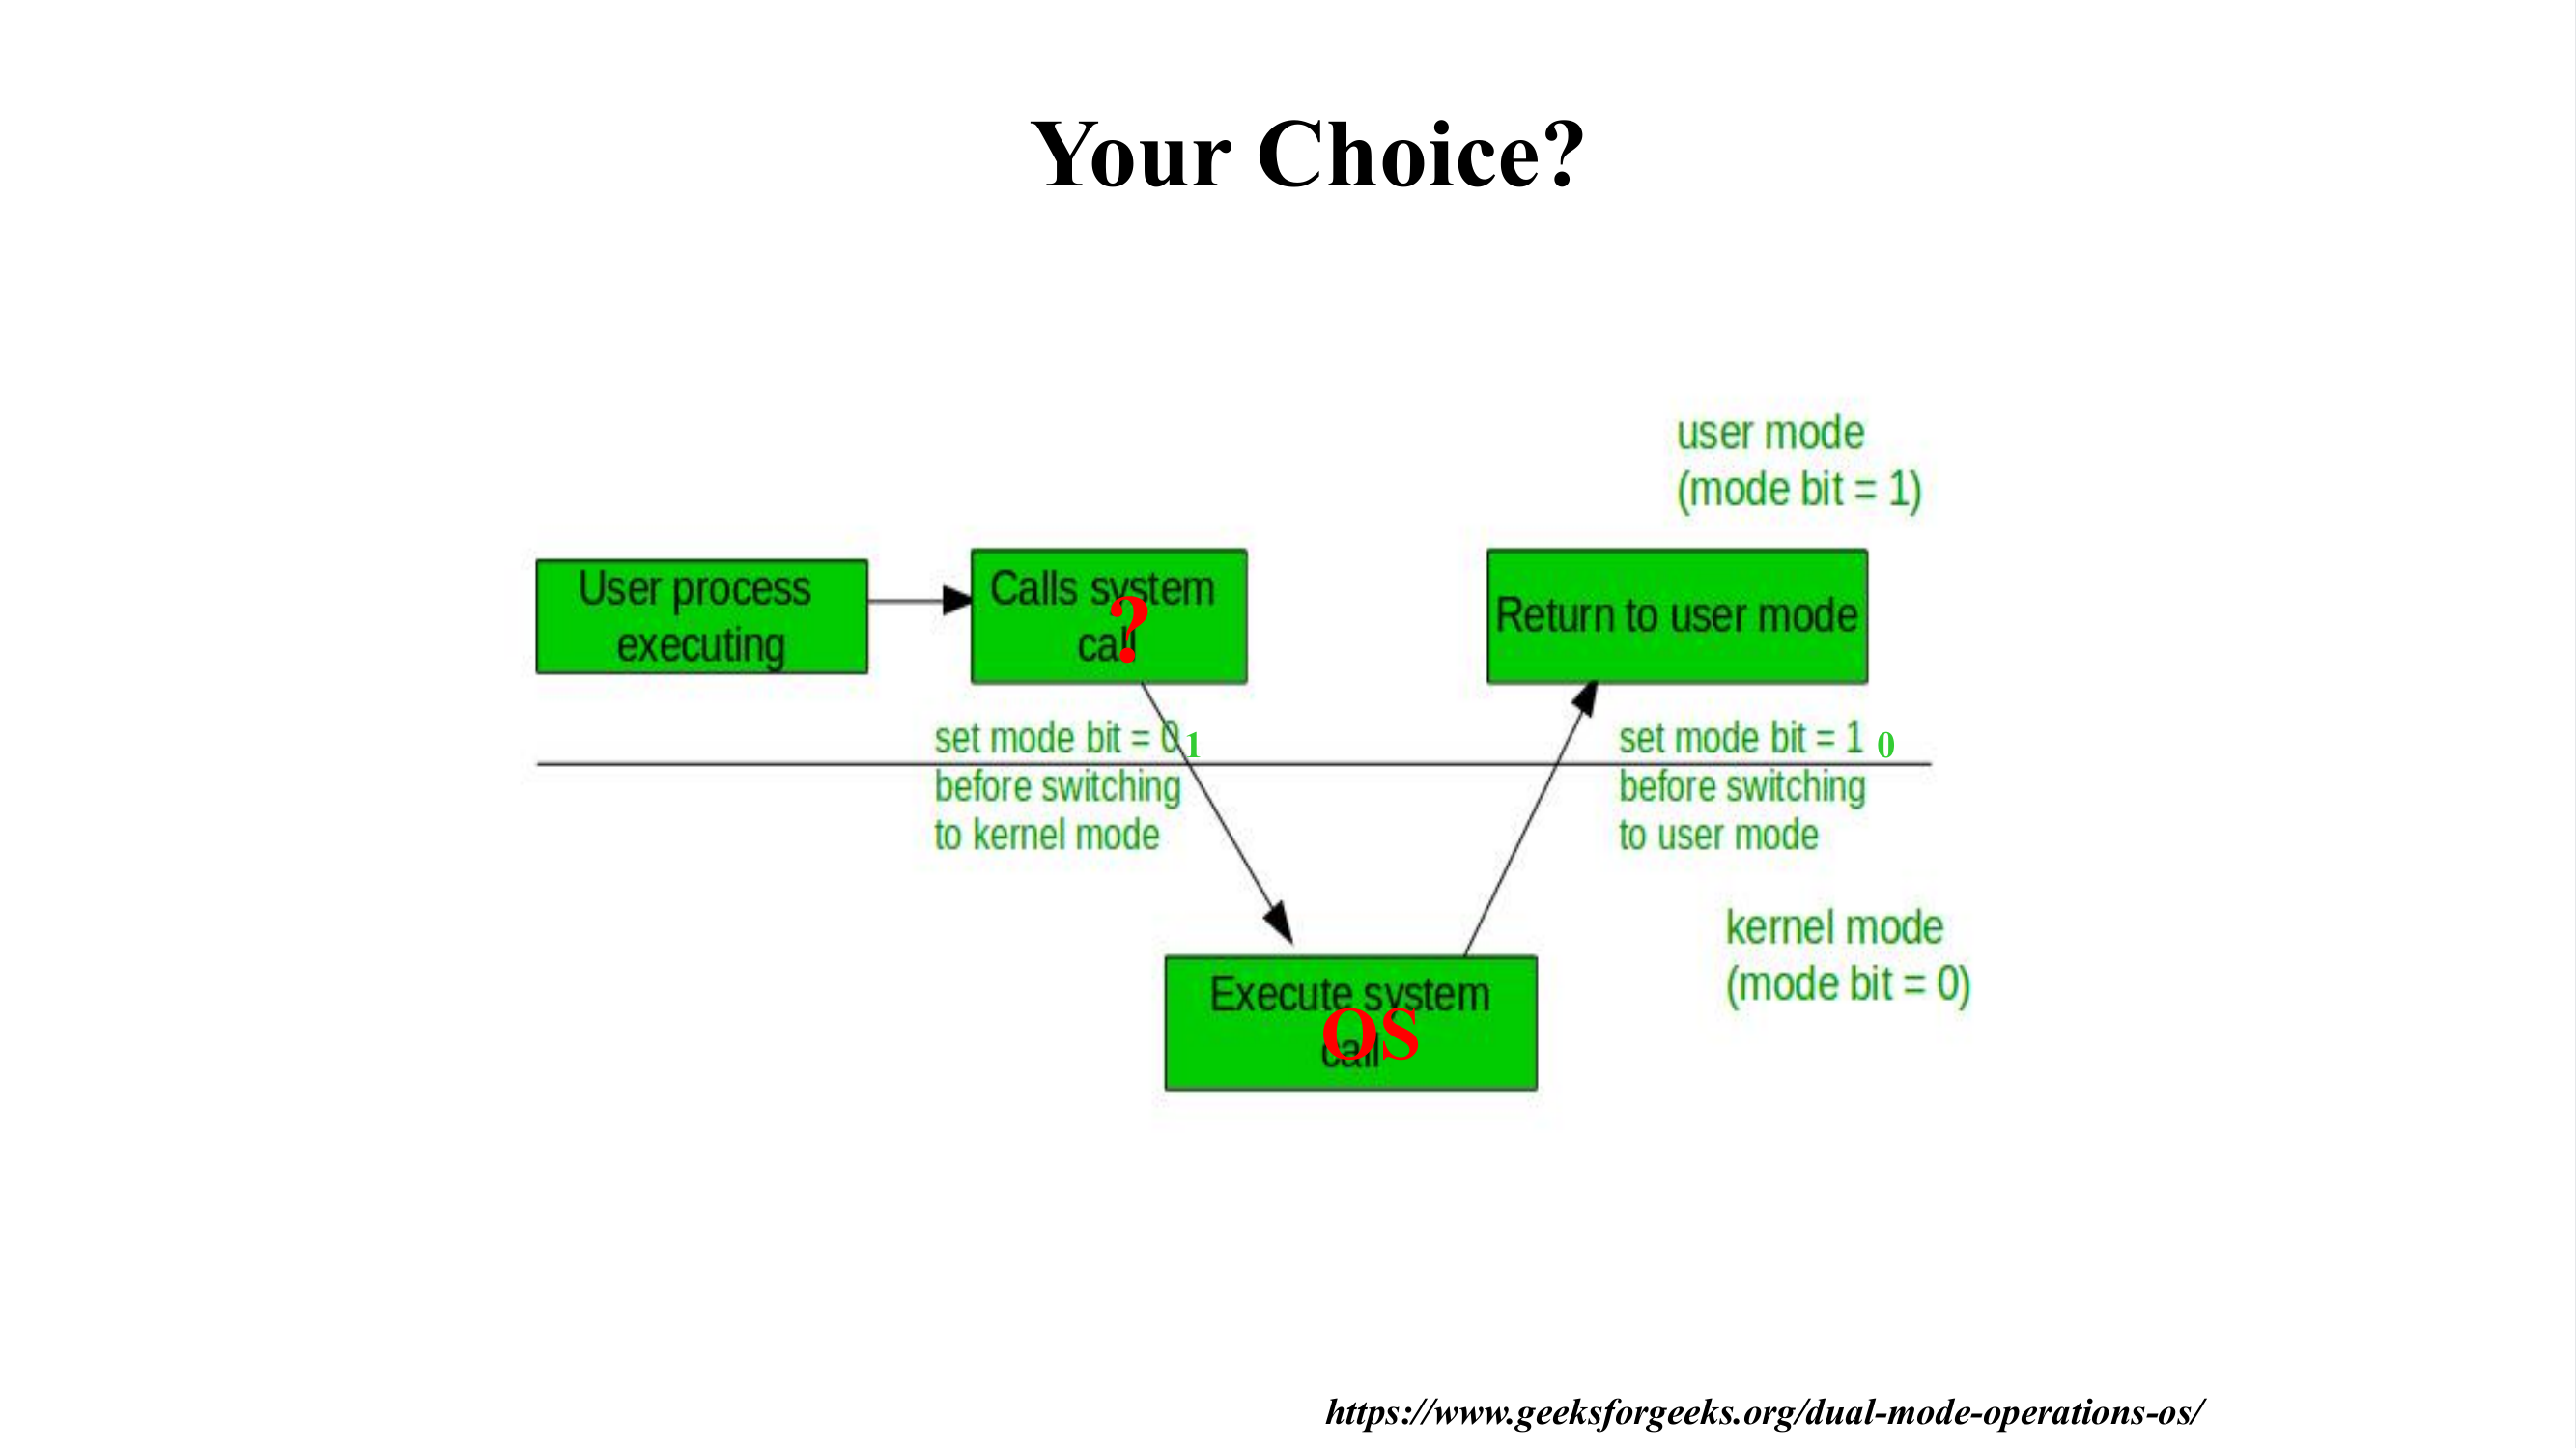 Your Choice?
user mode
(mode bit = 1)
User process
executing
Calls system
call
?
Return to user mode
set mode bit = 0 1
before switching
to kernel mode
set mode bit = 1 0
before switching
to user mode
kernel mode
(mode bit = 0)
Execute system
call
OS
https://www.geeksforgeeks.org/dual-mode-operations-os/